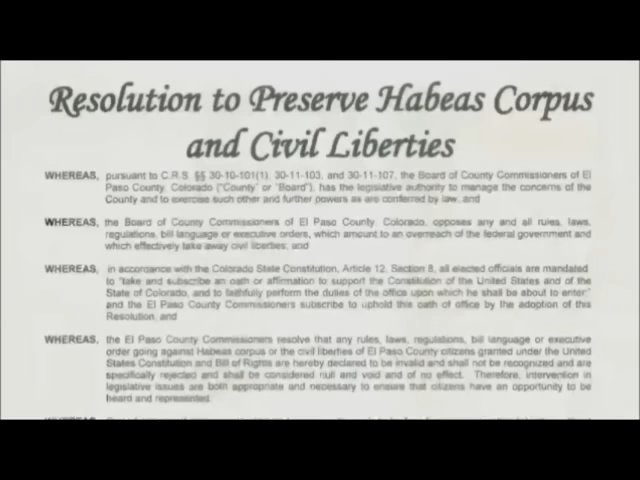 Resolution to Preserve Habeas Corpus
and Civil Liberties
WHEREAS, pursuant to C.R.S. §§ 30-10-101(1), 30-11-103, and 30-11-107, the Board of County Commissioners of El
Paso County, Colorado ("County" or "Board"), has the legislative authority to manage the concerns of the
County and to exercise such other and further powers as are conferred by law; and
WHEREAS, the Board of County Commissioners of El Paso County, Colorado, opposes any and all rules, laws,
regulations, bill language or executive orders, which amount to an overreach of the federal government and
which effectively take away civil liberties; and
WHEREAS, in accordance with the Colorado State Constitution, Article 12, Section 8, all elected officials are mandated
to "take and subscribe an oath or affirmation to support the Constitution of the United States and of the
State of Colorado, and to faithfully perform the duties of the office upon which he shall be about to enter;"
and the El Paso County Commissioners subscribe to uphold this oath of office by the adoption of this
Resolution; and
WHEREAS, the El Paso County Commissioners resolve that any rules, laws, regulations, bill language or executive
order going against Habeas corpus or the civil liberties of El Paso County citizens granted under the United
States Constitution and Bill of Rights are hereby declared to be invalid and shall not be recognized and are
specifically rejected and shall be considered null and void and of no effect. Therefore, intervention in
legislative issues are both appropriate and necessary to ensure that citizens have an opportunity to be
heard and represented.
WHEREAS,